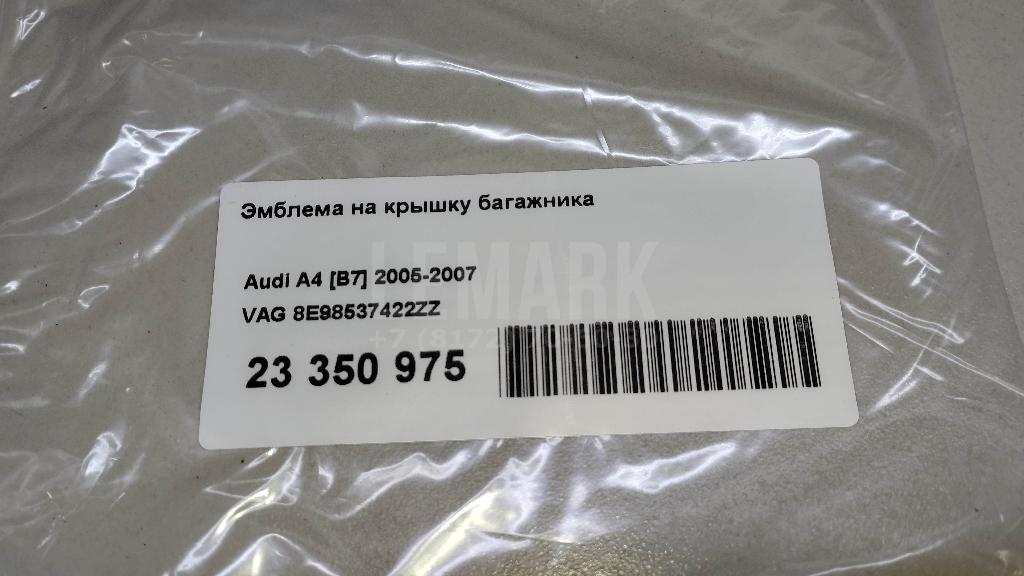 Эмблема на крышку багажника
LEMARK
Audi A4 [B7] 2005-2007
VAG 8E98537422ZZ
23 350 975